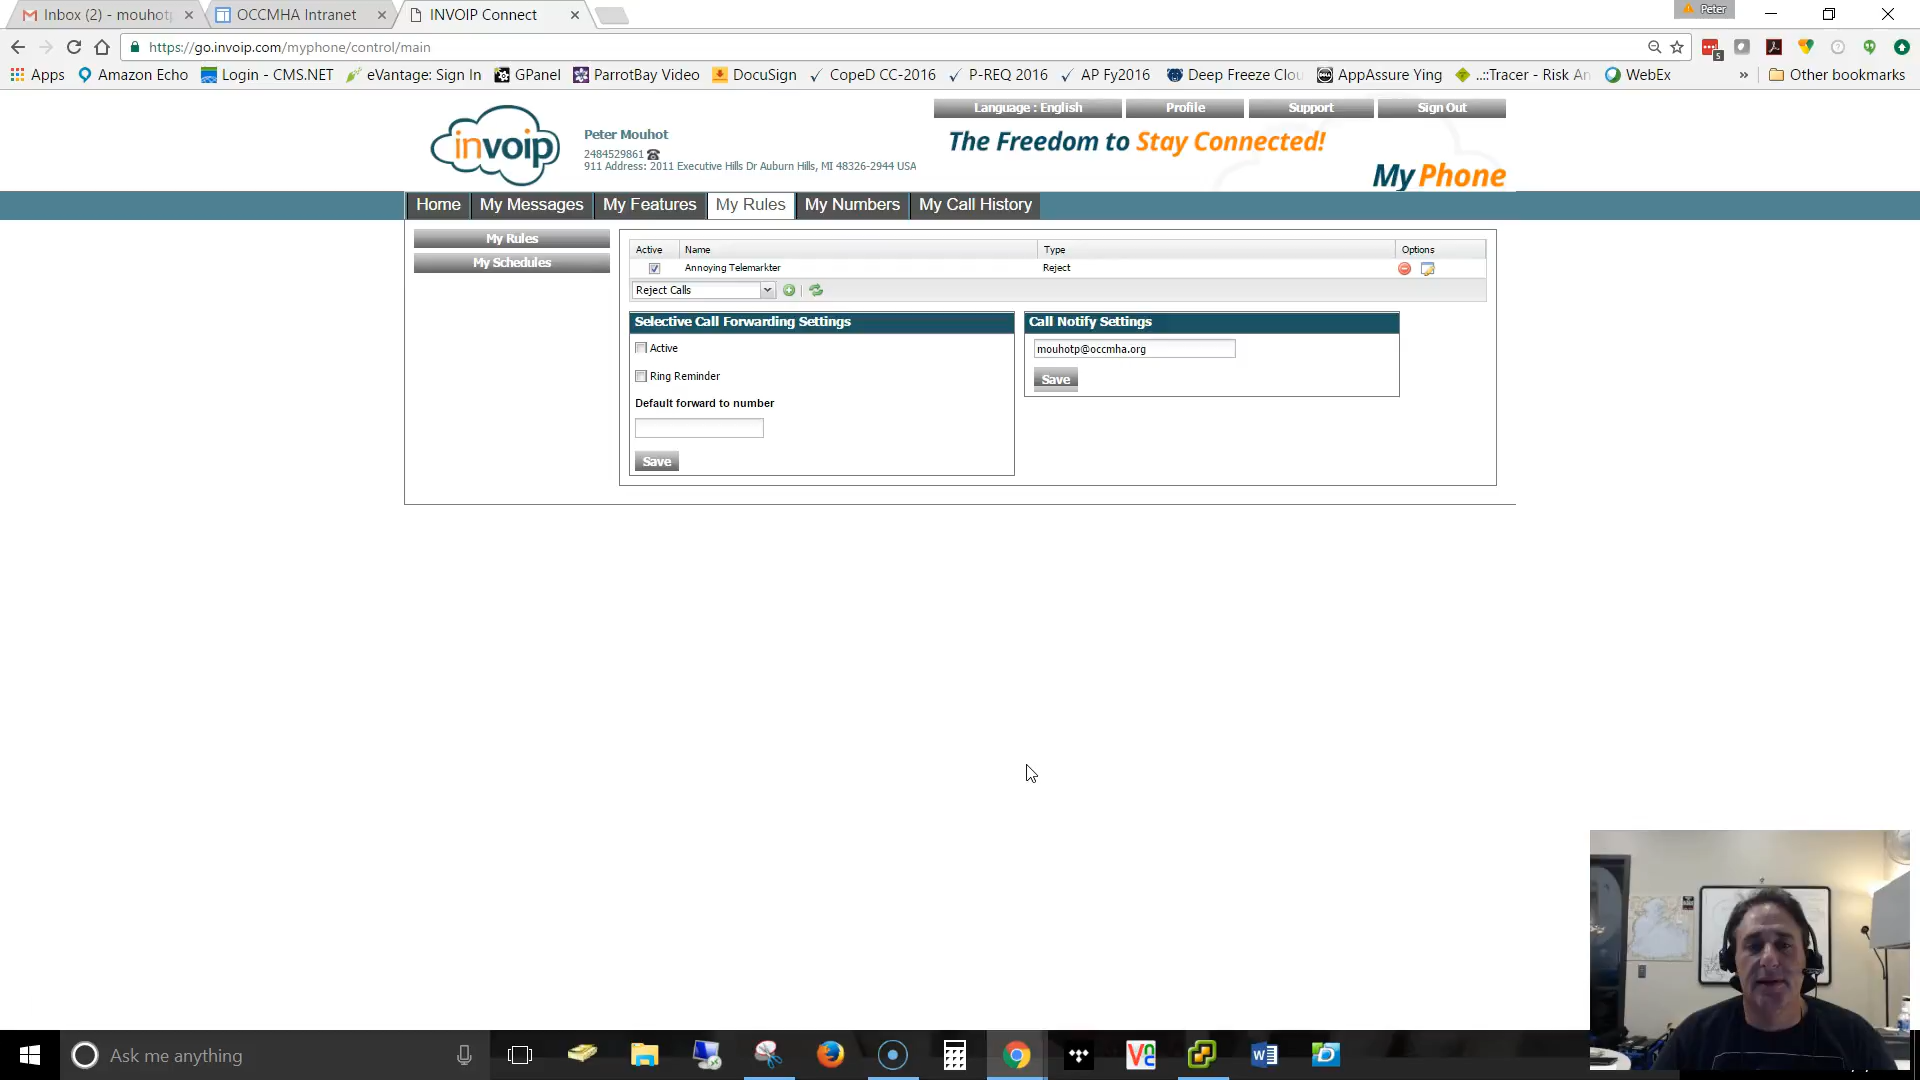 Inbox (2) - mouhotp
OCCMHA Intranet
INVOIP Connect
Peter
https://go.invoip.com/myphone/control/main
5
Apps
Amazon Echo
Login - CMS.NET
eVantage: Sign In
GPanel
ParrotBay Video
DocuSign
CopeD CC-2016
P-REQ 2016
AP Fy2016
Deep Freeze Clou
AppAssure Ying
..::Tracer - Risk An
WebEx
»
Other bookmarks
invoip
Peter Mouhot
2484529861
911 Address: 2011 Executive Hills Dr Auburn Hills, MI 48326-2944 USA
Language : English
Profile
Support
Sign Out
The Freedom to Stay Connected!
My Phone
Home
My Messages
My Features
My Rules
My Numbers
My Call History
My Rules
My Schedules
Active
Name
Type
Options
Annoying Telemarkter
Reject
Reject Calls
Selective Call Forwarding Settings
Active
Ring Reminder
Default forward to number
Save
Call Notify Settings
mouhotp@occmha.org
Save
Ask me anything